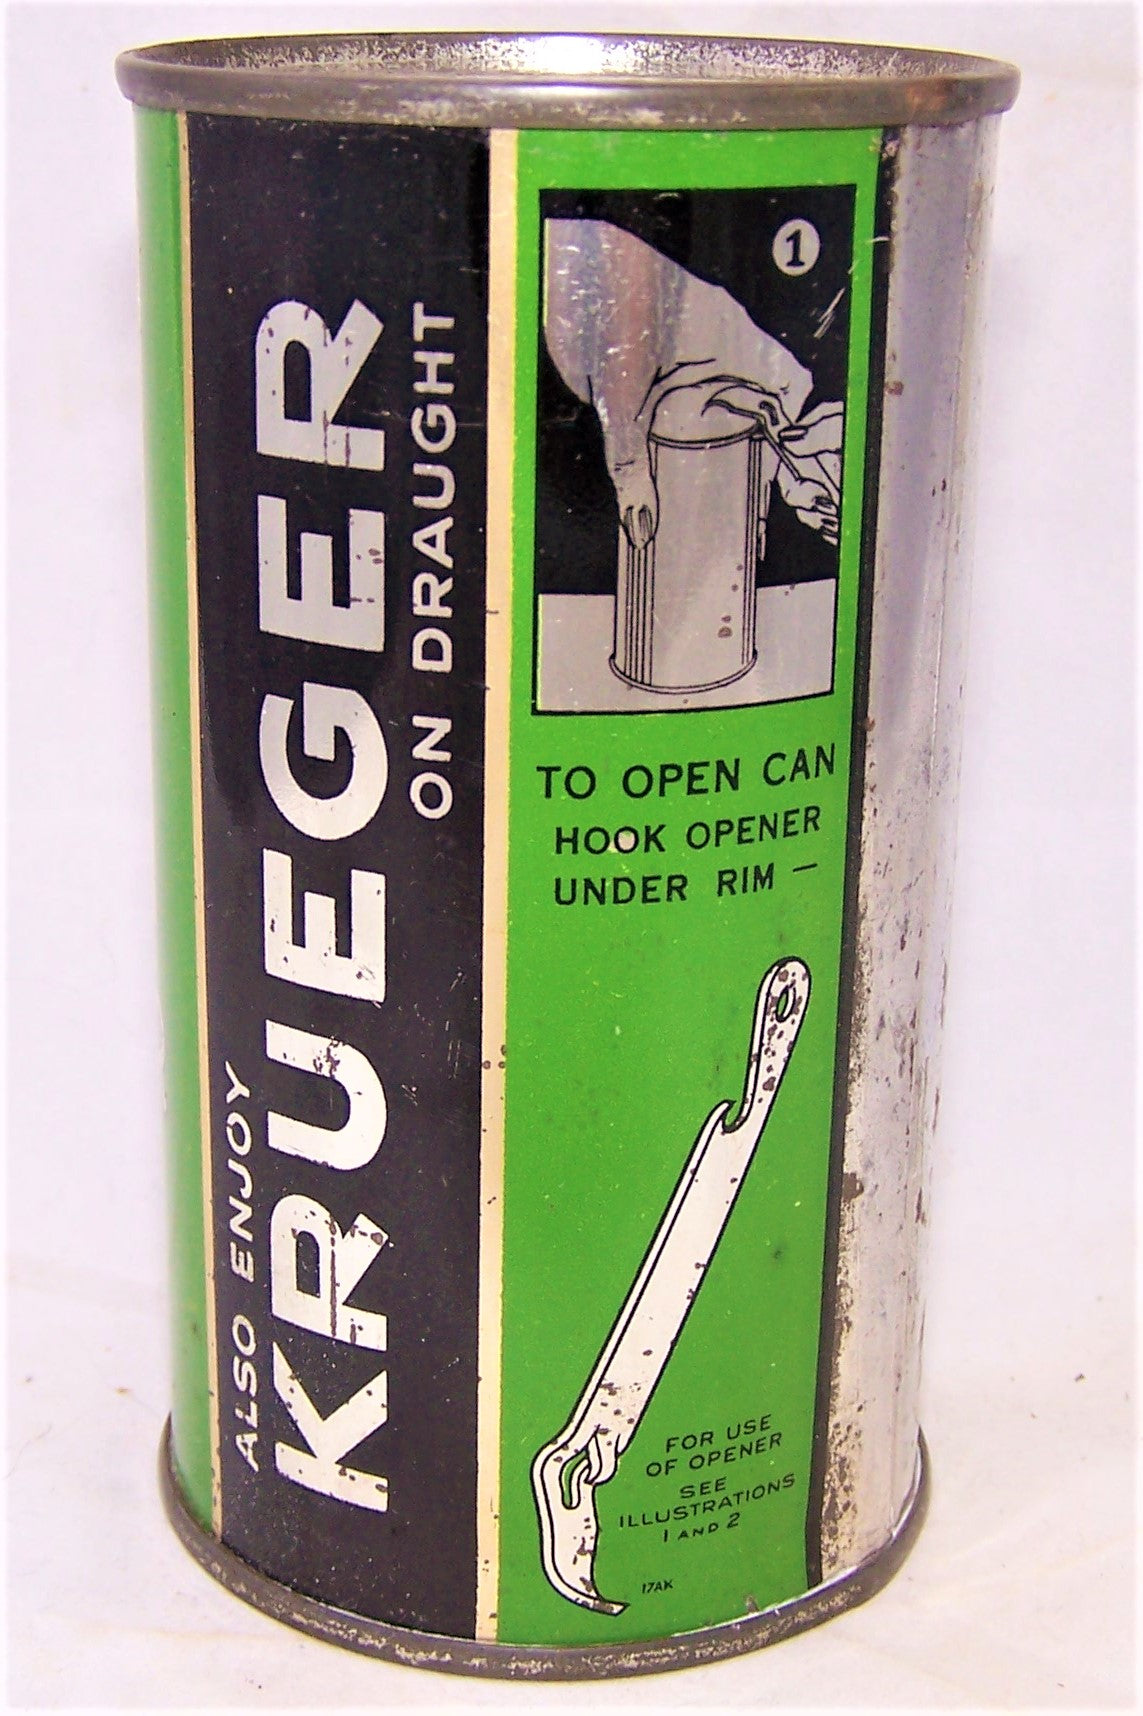 ALSO ENJOY
KRUEGER
ON DRAUGHT
1
TO OPEN CAN
HOOK OPENER
UNDER RIM —
FOR USE
OF OPENER
SEE
ILLUSTRATIONS
1 AND 2
17AK